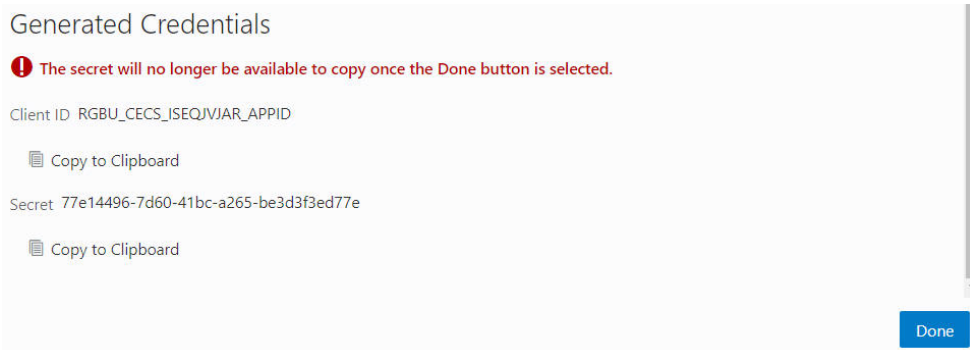 Generated Credentials
The secret will no longer be available to copy once the Done button is selected.
Client ID RGBU_CECS_ISEQJVJAR_APPID
Copy to Clipboard
Secret 77e14496-7d60-41bc-a265-be3d3f3ed77e
Copy to Clipboard
Done